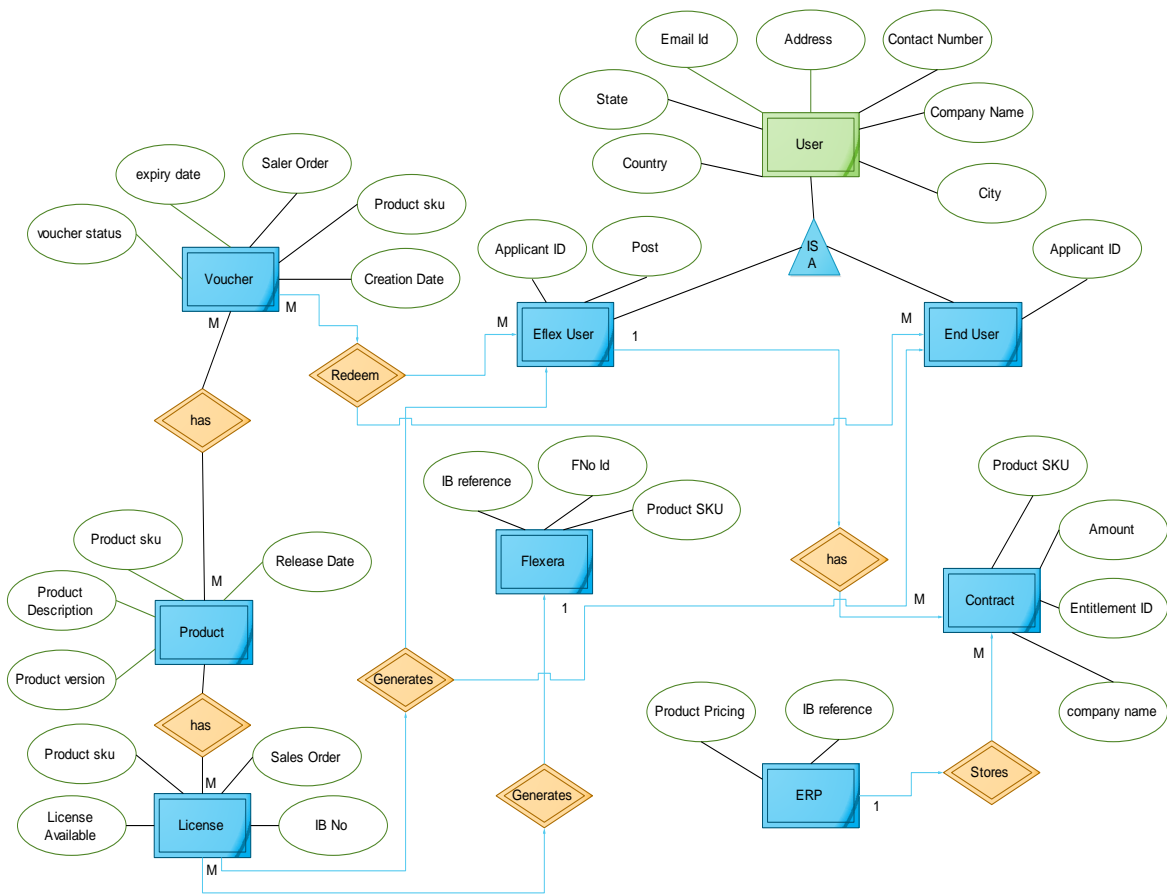 Email Id
Address
Contact Number
State
Company Name
User
Country
City
Saler Order
expiry date
Product sku
voucher status
Voucher
Creation Date
Applicant ID
Post
IS
A
Applicant ID
M
M
M
Eflex User
1
M
End User
Redeem
has
IB reference
FNo Id
Product SKU
Product SKU
Flexera
Product sku
Release Date
has
Amount
Product
Description
M
1
M
Contract
Entitlement ID
Product
Product version
Generates
M
has
Product Pricing
IB reference
company name
Product sku
Sales Order
Stores
M
Generates
ERP
1
License
Available
License
IB No
M